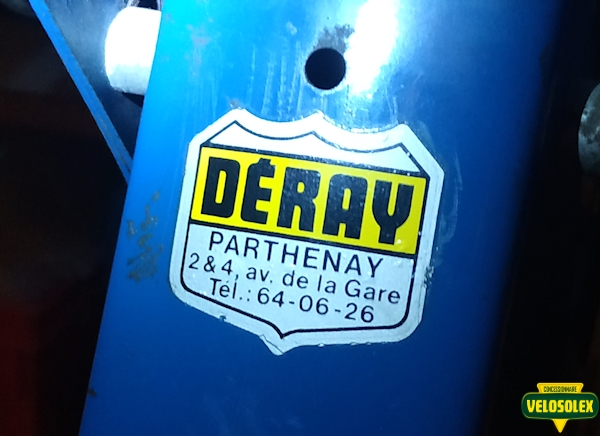 DÉRAY
PARTHENAY
2 & 4, av. de la Gare
Tél.: 64-06-26
CONCESSIONNAIRE
VELOSOLEX